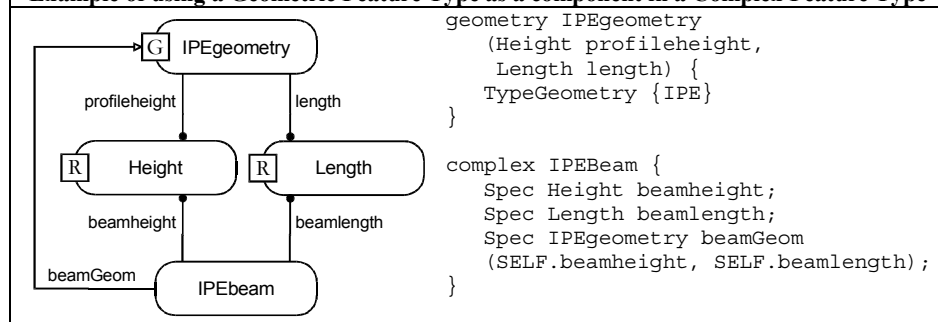 Example of using a Geometric Feature Type as a component in a Complex Feature Type
G IPEgeometry
profileheight length
R Height R Length
beamheight beamlength
beamGeom
IPEbeam
geometry IPEgeometry
(Height profileheight,
Length length) {
TypeGeometry {IPE}
}
complex IPEBeam {
Spec Height beamheight;
Spec Length beamlength;
Spec IPEgeometry beamGeom
(SELF.beamheight, SELF.beamlength);
}